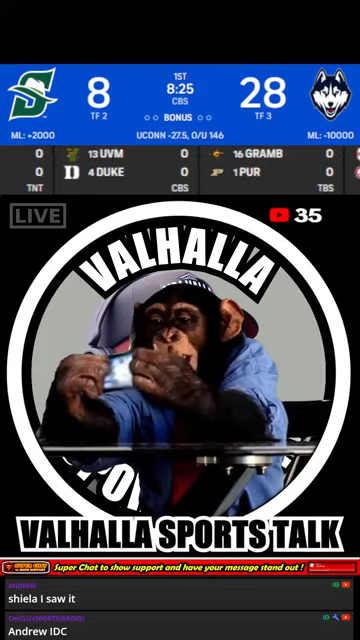 1ST
8 8:25 28
CBS
TF 2 BONUS TF 3
ML: +2000 UCONN -27.5, O/U 146 ML: -10000
0 13 UVM 0 16 GRAMB 0
0 D 4 DUKE 0 1 PUR 0
TNT CBS TBS
LIVE 35
VALHALLA
VALHALLA SPORTS TALK
SUPER CHAT Super Chat to show support and have your message stand out !
ANDREW
shiela I saw it
Andrew IDC